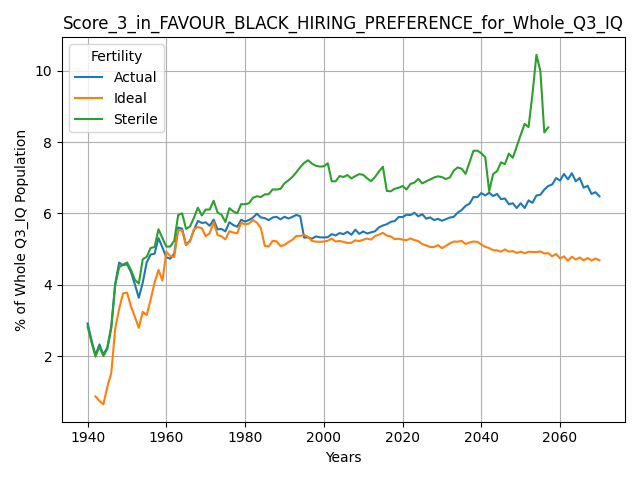 Score_3_in_FAVOUR_BLACK_HIRING_PREFERENCE_for_Whole_Q3_IQ
Fertility
Actual
Ideal
Sterile
% of Whole Q3_IQ Population
10
8
6
4
2
1940 1960 1980 2000 2020 2040 2060
Years